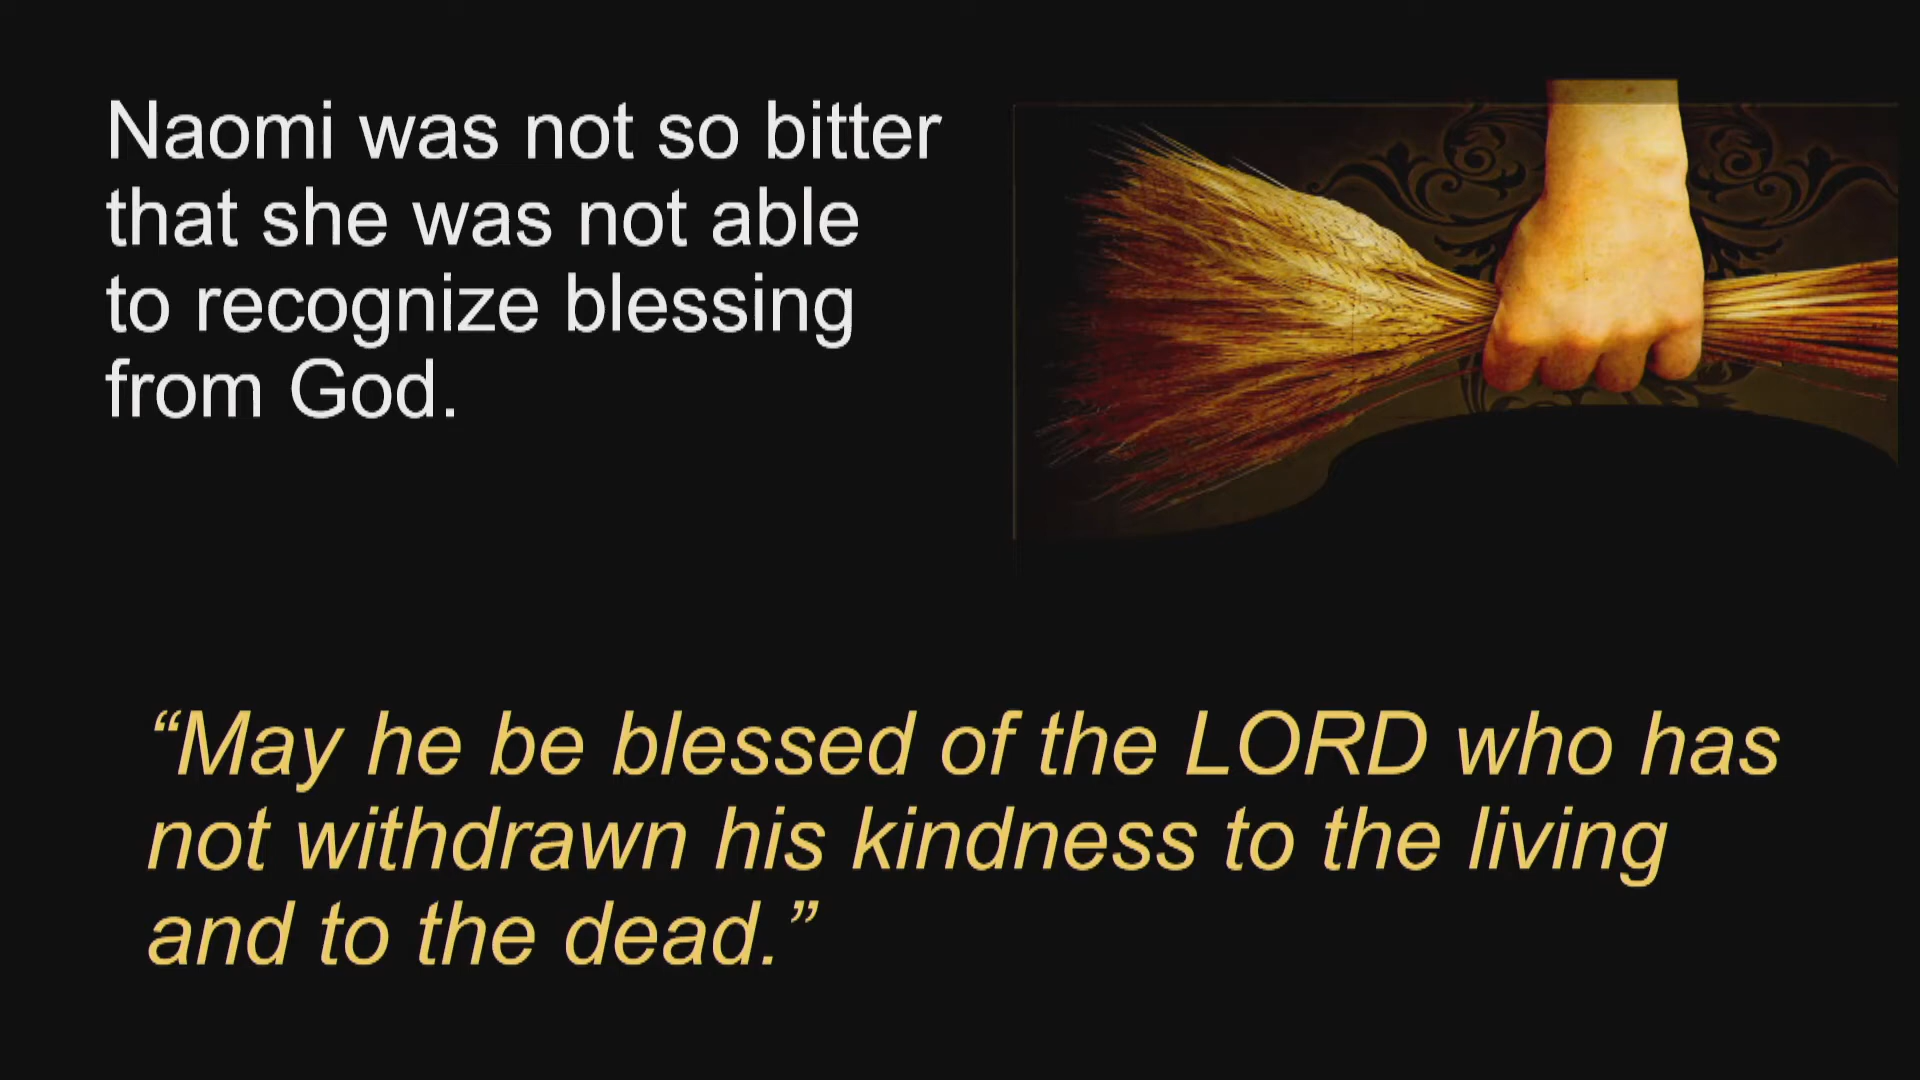 Naomi was not so bitter
that she was not able
to recognize blessing
from God.
“May he be blessed of the LORD who has
not withdrawn his kindness to the living
and to the dead.”